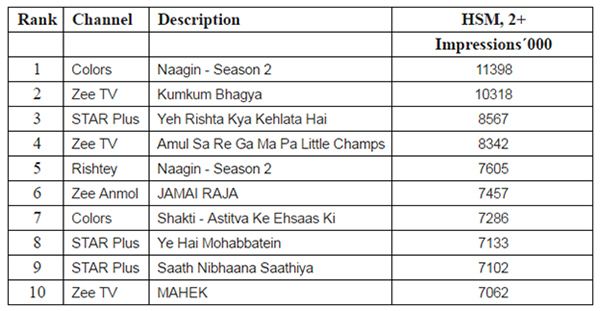 Rank Channel Description HSM, 2+
Impressions´000
1 Colors Naagin - Season 2 11398
2 Zee TV Kumkum Bhagya 10318
3 STAR Plus Yeh Rishta Kya Kehlata Hai 8567
4 Zee TV Amul Sa Re Ga Ma Pa Little Champs 8342
5 Rishtey Naagin - Season 2 7605
6 Zee Anmol JAMAI RAJA 7457
7 Colors Shakti - Astitva Ke Ehsaas Ki 7286
8 STAR Plus Ye Hai Mohabbatein 7133
9 STAR Plus Saath Nibhaana Saathiya 7102
10 Zee TV MAHEK 7062